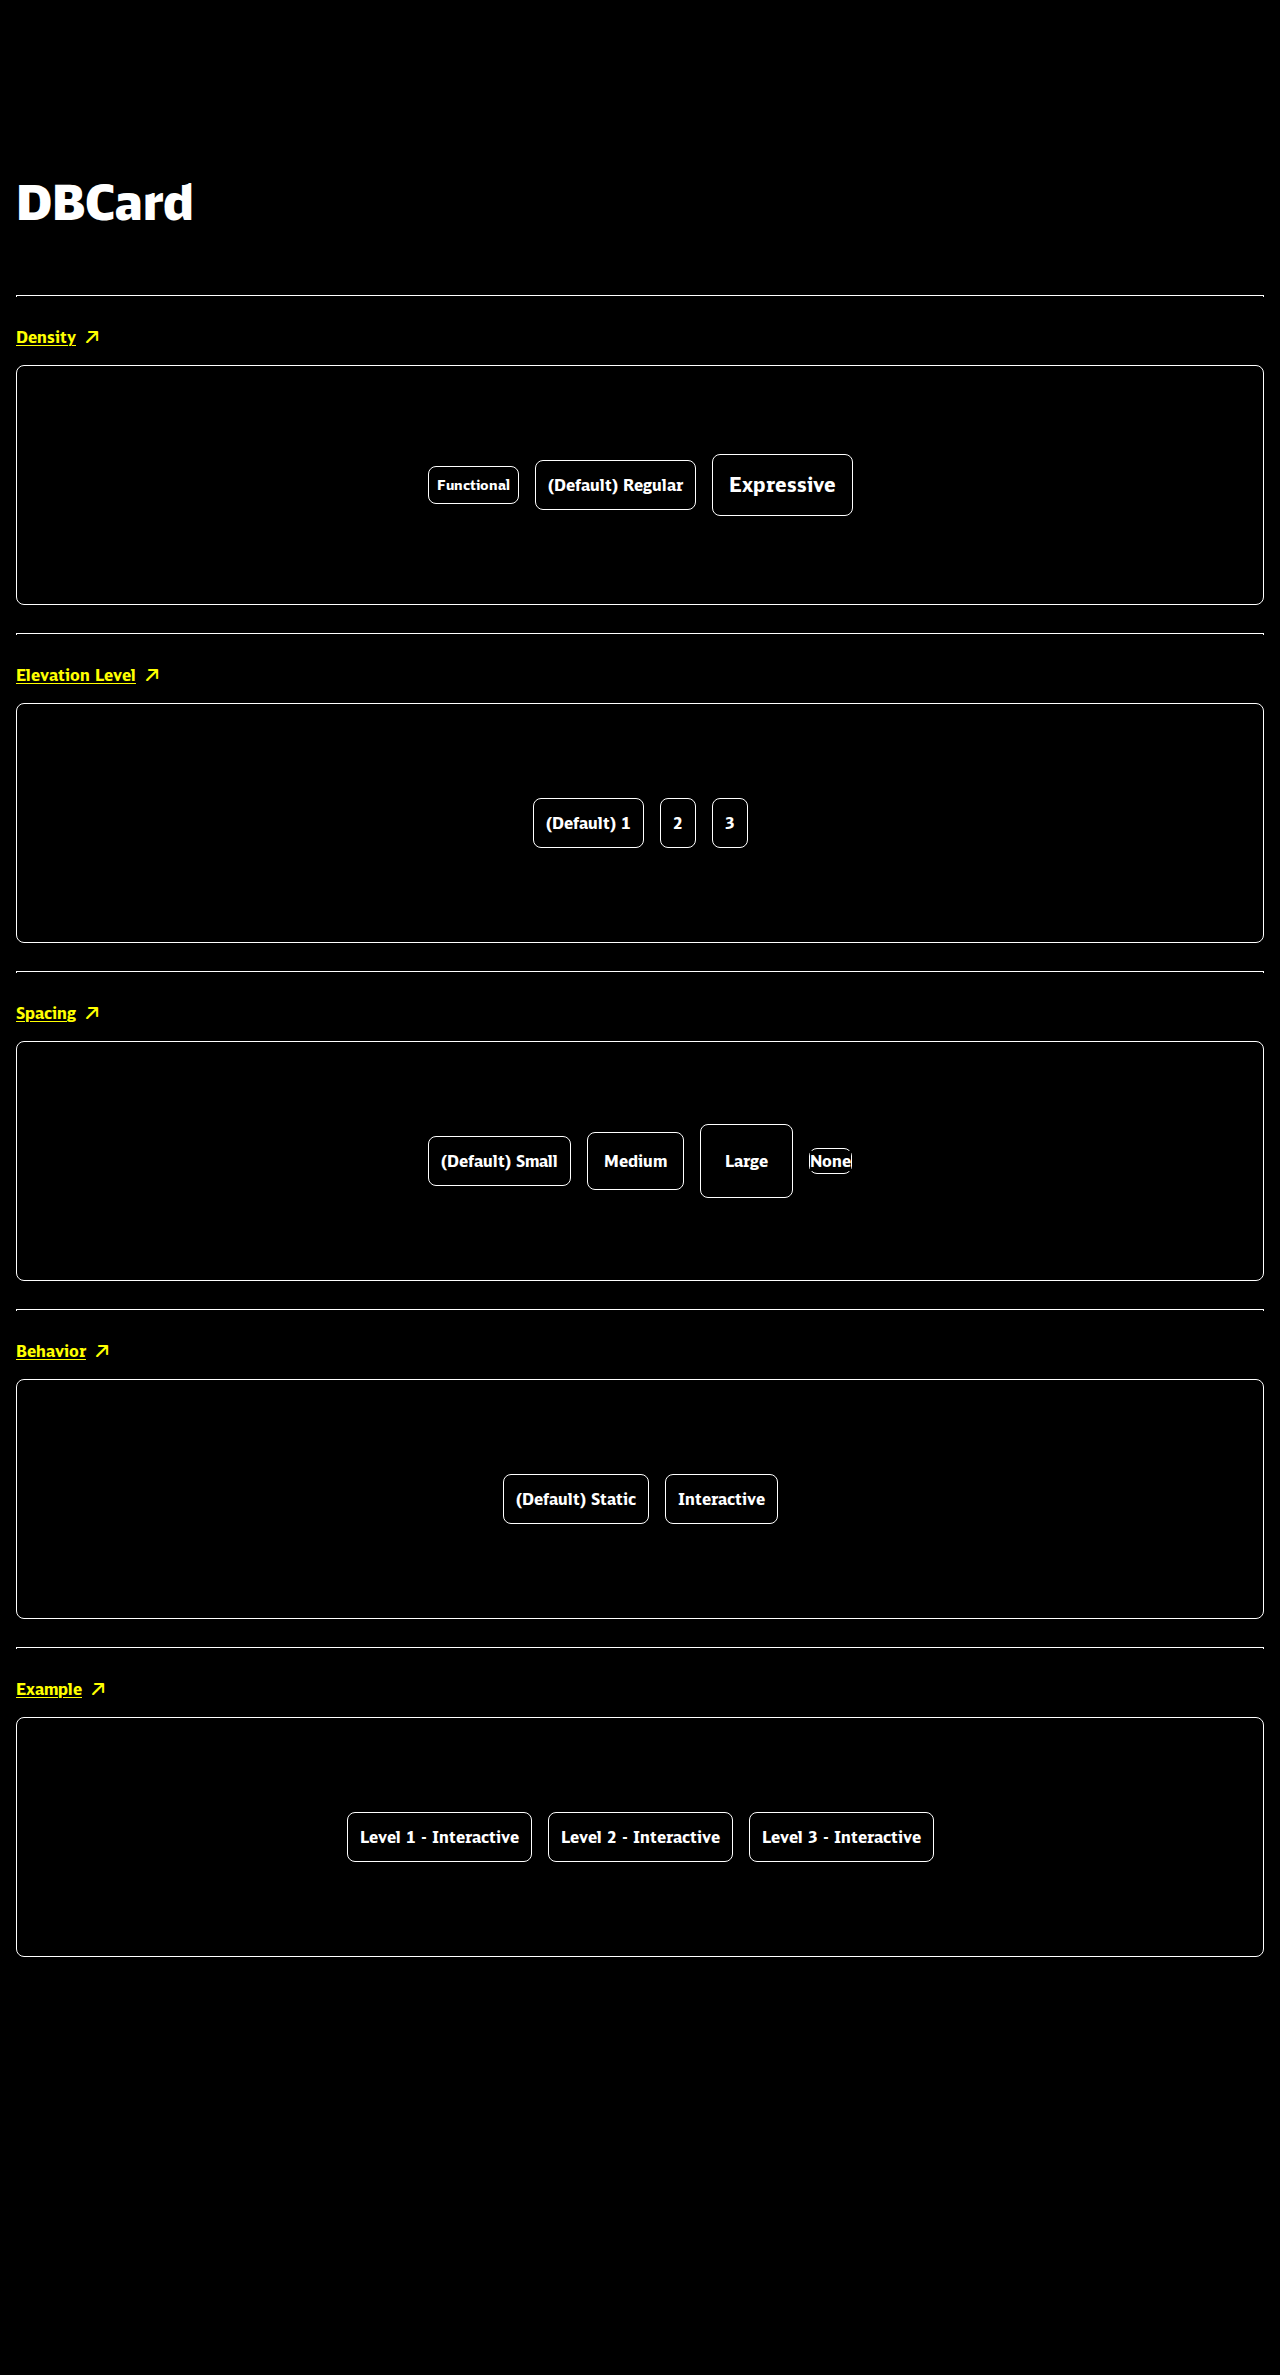 DBCard
Density
Functional
(Default) Regular
Expressive
Elevation Level
(Default) 1
2
3
Spacing
(Default) Small
Medium
Large
None
Behavior
(Default) Static
Interactive
Example
Level 1 - Interactive
Level 2 - Interactive
Level 3 - Interactive